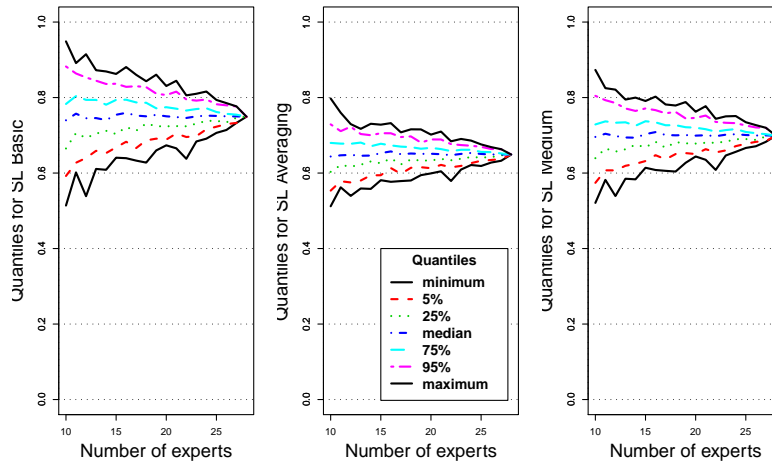 Quantiles for SL Basic
1.0
0.8
0.6
0.4
0.2
0.0
10 15 20 25
Number of experts
Quantiles for SL Averaging
1.0
0.8
0.6
0.4
0.2
0.0
10 15 20 25
Number of experts
Quantiles
minimum
5%
25%
median
75%
95%
maximum
Quantiles for SL Medium
1.0
0.8
0.6
0.4
0.2
0.0
10 15 20 25
Number of experts